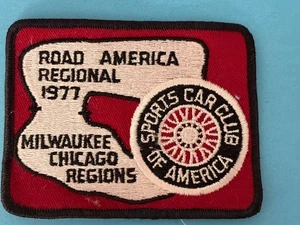 ROAD AMERICA
REGIONAL
1977
MILWAUKEE
CHICAGO
REGIONS
SPORTS CAR CLUB
OF AMERICA